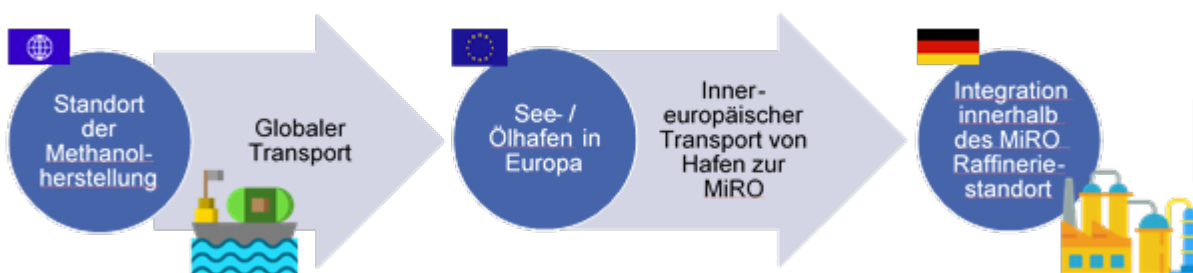 Standort
der
Methanol-
herstellung
Globaler
Transport
See- /
Ölhafen in
Europa
Inner-
europäischer
Transport von
Hafen zur
MiRO
Integration
innerhalb
des MiRO
Raffinerie-
standort